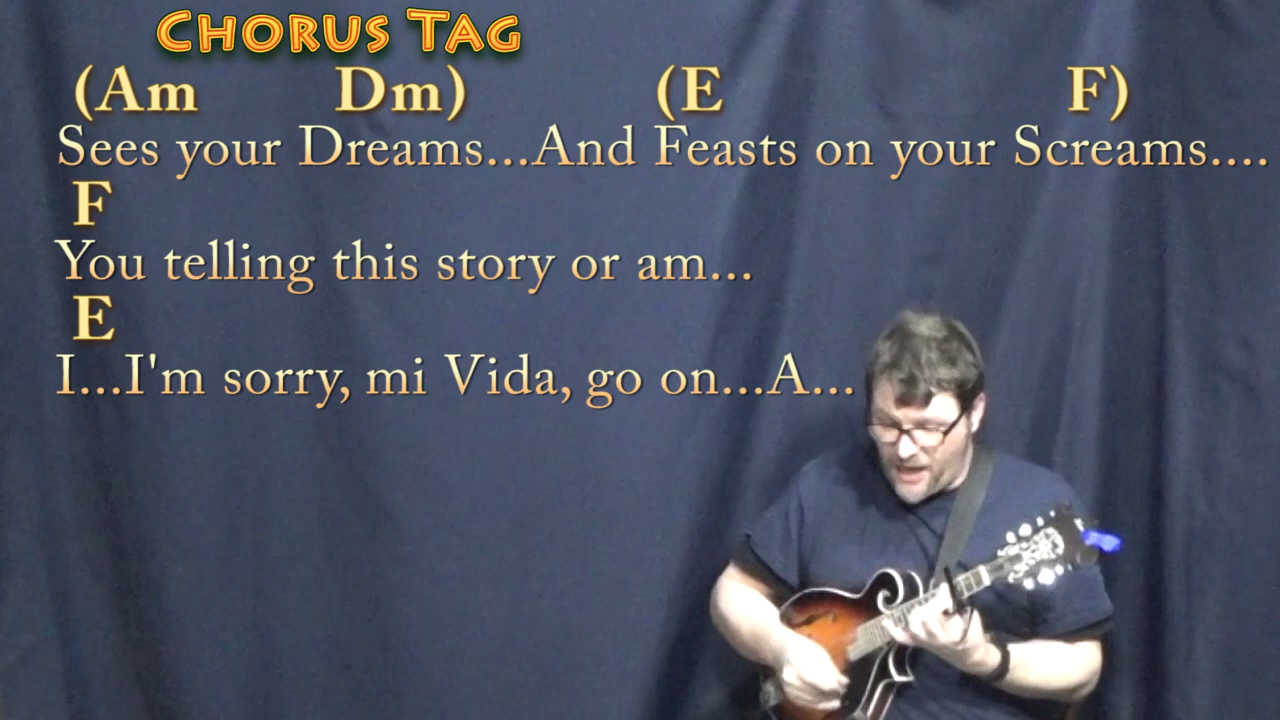 CHORUS TAG
(Am Dm) (E F)
Sees your Dreams...And Feasts on your Screams....
F
You telling this story or am...
E
I...I'm sorry, mi Vida, go on...A...